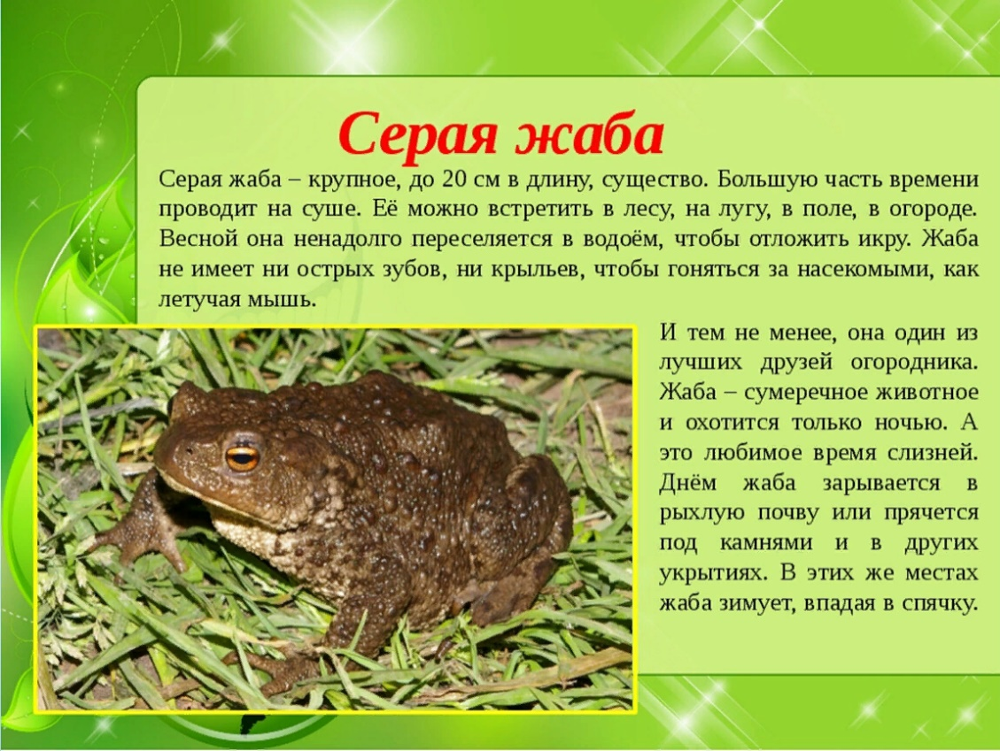 Серая жаба
Серая жаба – крупное, до 20 см в длину, существо. Большую часть времени
проводит на суше. Её можно встретить в лесу, на лугу, в поле, в огороде.
Весной она ненадолго переселяется в водоём, чтобы отложить икру. Жаба
не имеет ни острых зубов, ни крыльев, чтобы гоняться за насекомыми, как
летучая мышь.
И тем не менее, она один из
лучших друзей огородника.
Жаба – сумеречное животное
и охотится только ночью. А
это любимое время слизней.
Днём жаба зарывается в
рыхлую почву или прячется
под камнями и в других
укрытиях. В этих же местах
жаба зимует, впадая в спячку.